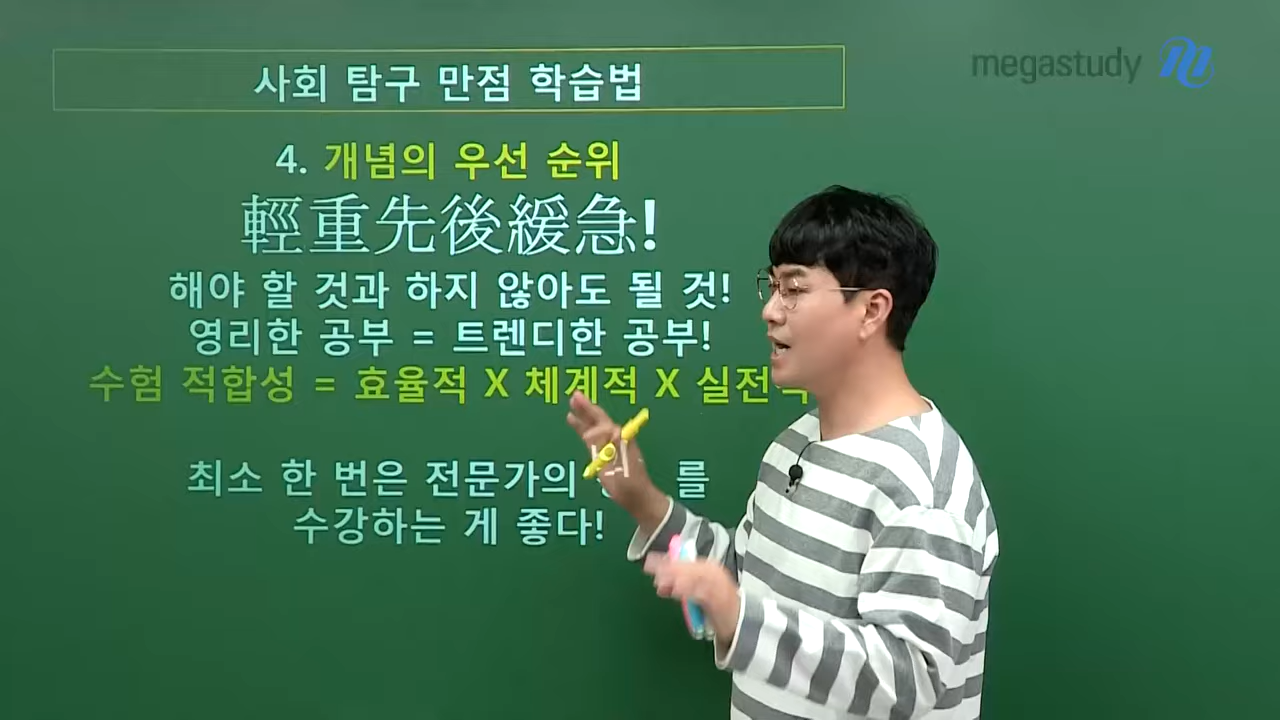 megastudy
사회 탐구 만점 학습법
4. 개념의 우선 순위
輕重先後緩急!
해야 할 것과 하지 않아도 될 것!
영리한 공부 = 트렌디한 공부!
수험 적합성 = 효율적 X 체계적 X 실전적
최소 한 번은 전문가의 를
수강하는 게 좋다!